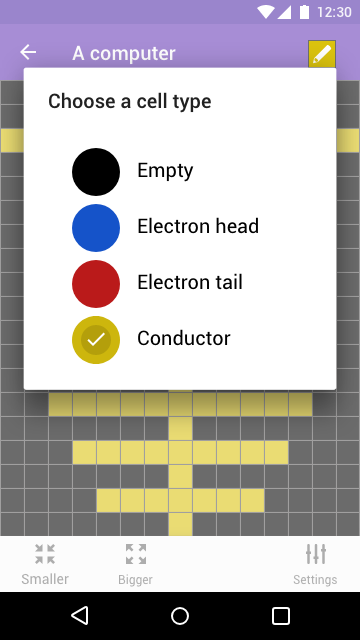 12:30
A computer
Choose a cell type
Empty
Electron head
Electron tail
Conductor
Smaller
Bigger
Settings